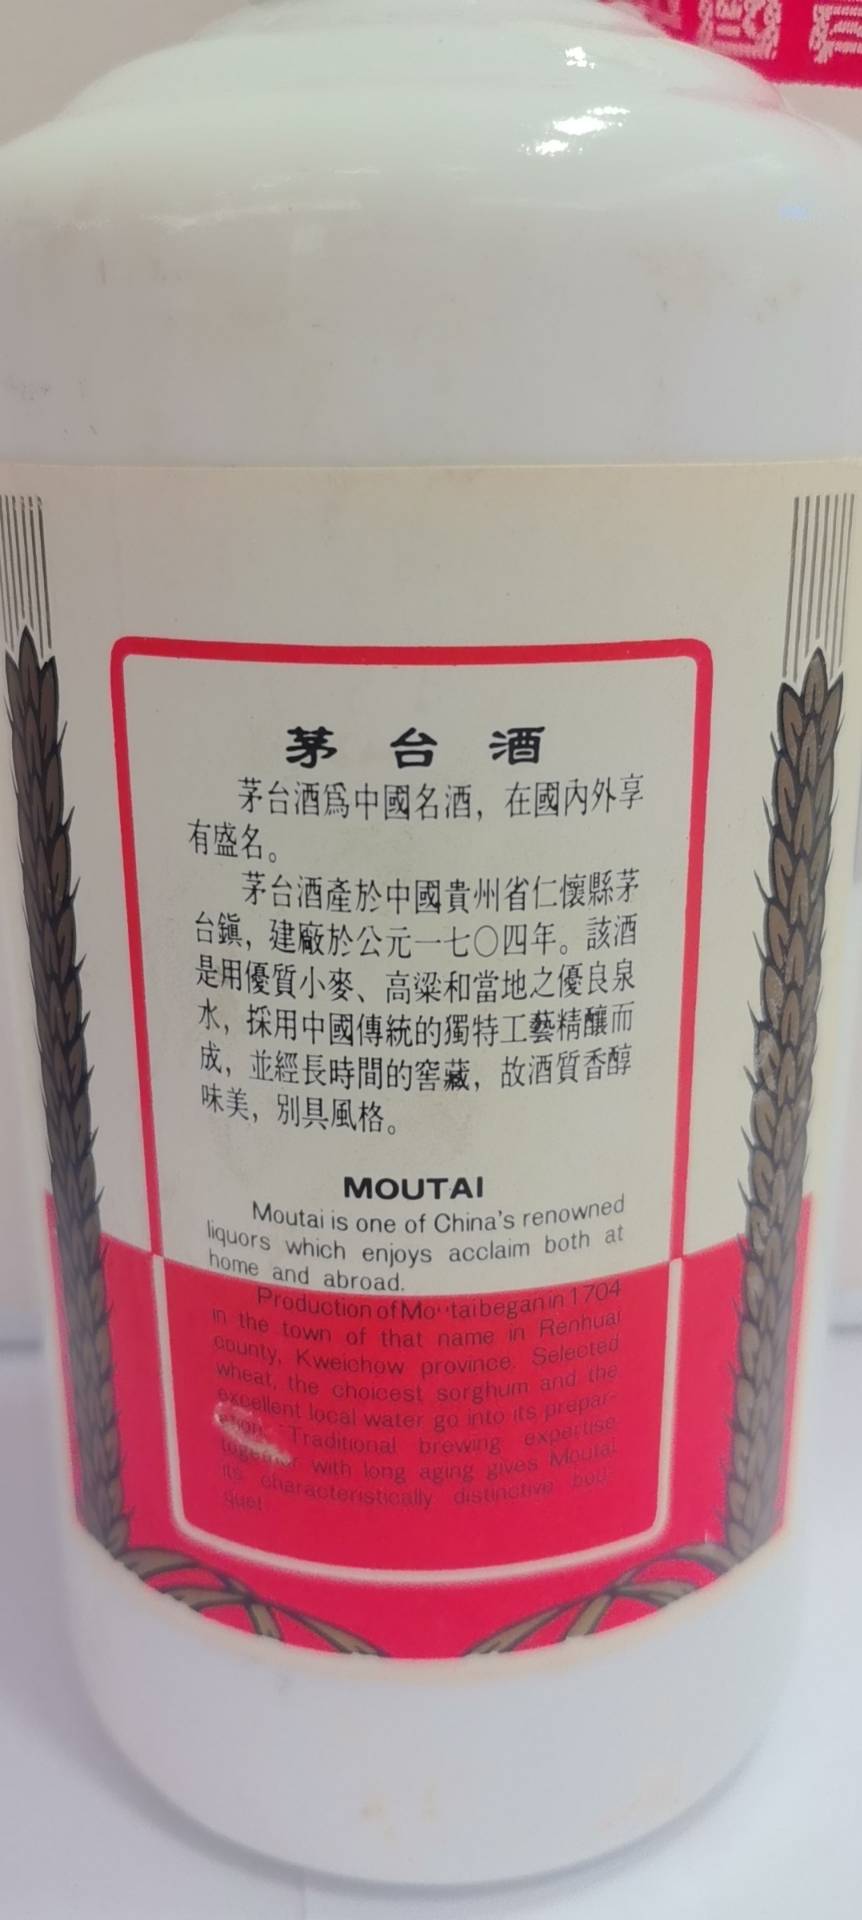 茅台酒
茅台酒爲中國名酒，在國內外享
有盛名。
茅台酒產於中國貴州省仁懷縣茅
台鎭，建廠於公元一七〇四年。該酒
是用優質小麥、高粱和當地之優良泉
水，採用中國傳統的獨特工藝精釀而
成，並經長時間的窖藏，故酒質香醇
味美，別具風格。
MOUTAI
Moutai is one of China's renowned
liquors which enjoys acclaim both at
home and abroad.
Production of Moutai began in 1704
in the town of that name in Renhuai
county, Kweichow province. Selected
wheat, the choicest sorghum and the
excellent local water go into its prepar-
ation. Traditional brewing expertise
together with long aging gives Moutai
its characteristically distinctive bou-
quet